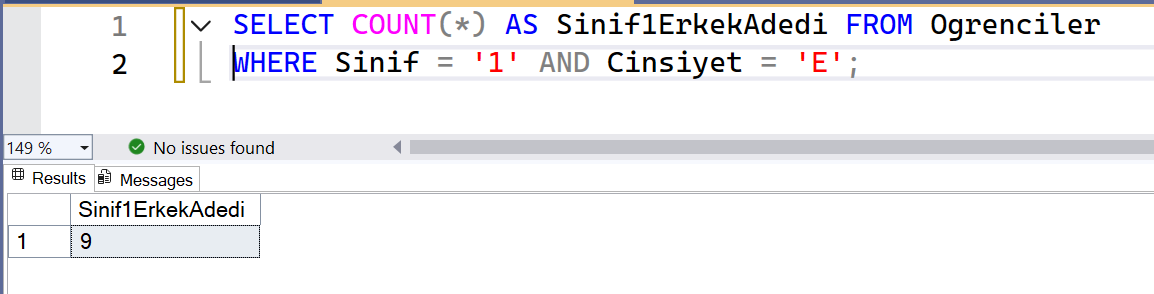 1 SELECT COUNT(*) AS Sinif1ErkekAdedi FROM Ogrenciler
2 WHERE Sinif = '1' AND Cinsiyet = 'E';
149 % No issues found
Results Messages
Sinif1ErkekAdedi
1 9